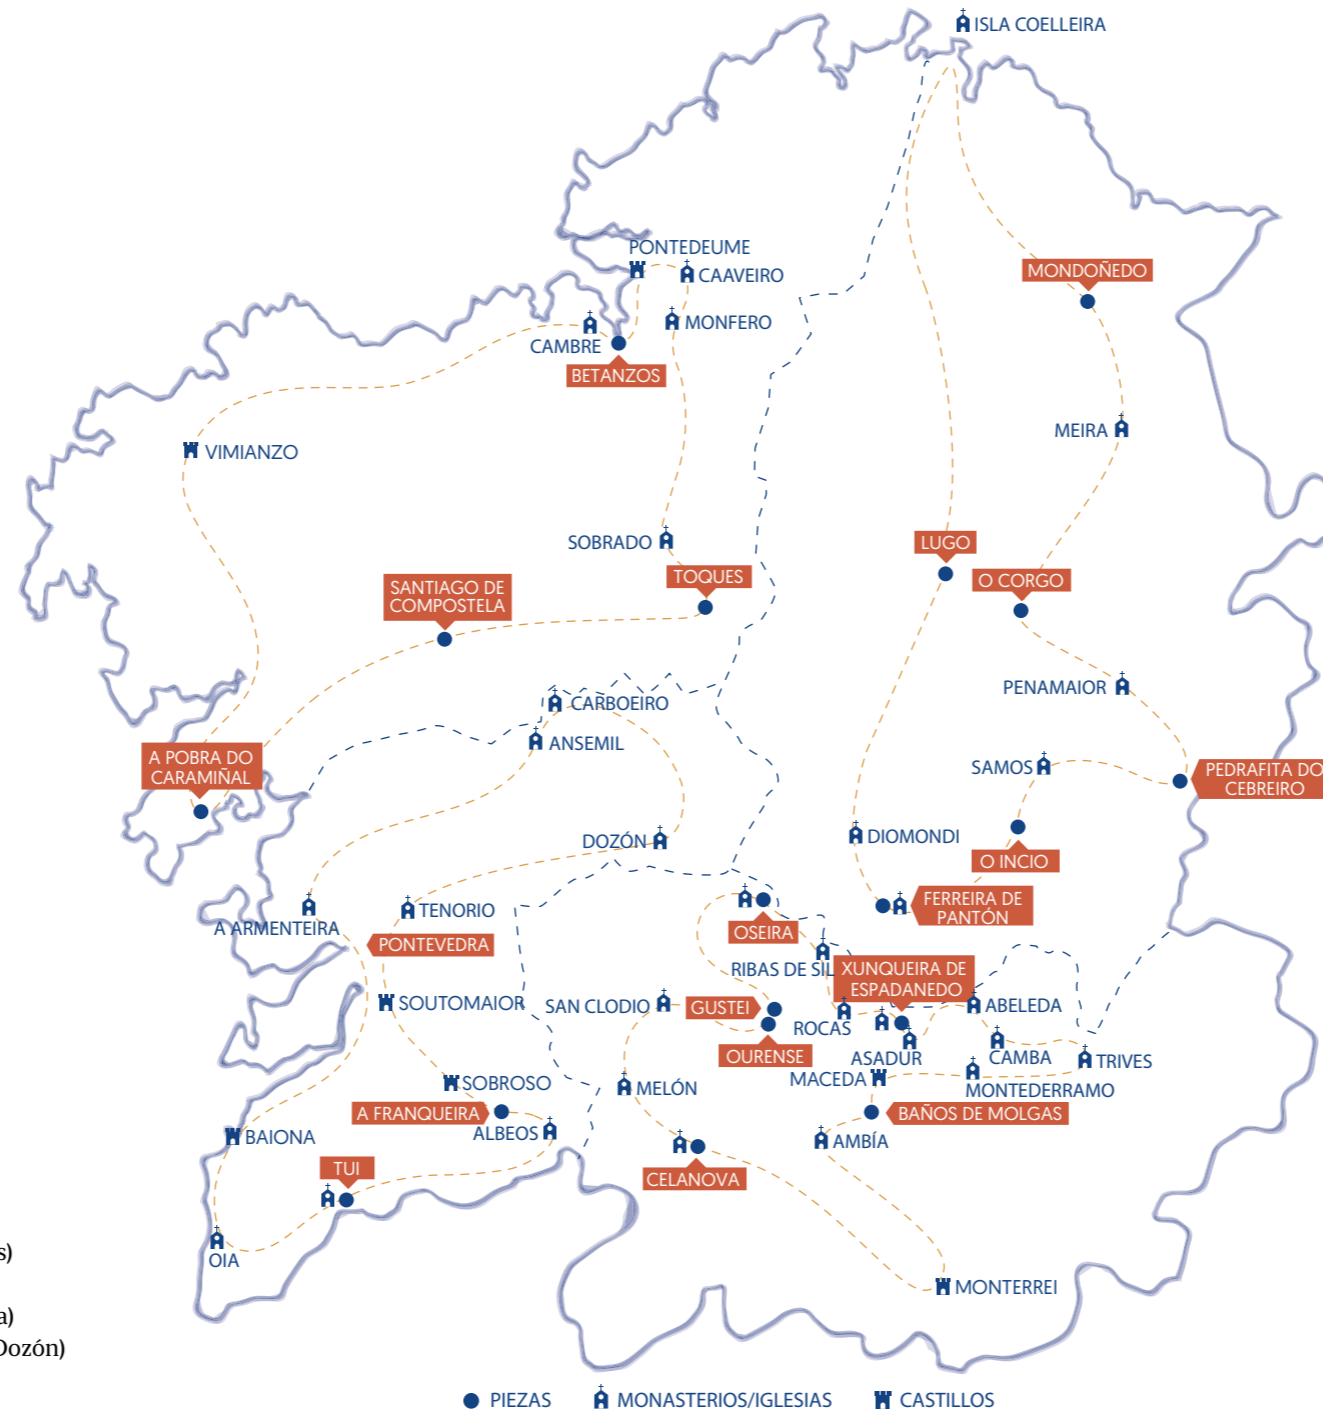 ISLA COELLEIRA
PONTEDEUME
CAAVEIRO
MONDOÑEDO
MONFERO
CAMBRE
BETANZOS
MEIRA
VIMIANZO
SOBRADO
LUGO
TOQUES
O CORGO
SANTIAGO DE
COMPOSTELA
PENAMAIOR
CARBOEIRO
ANSEMIL
A POBRA DO
CARAMIÑAL
SAMOS
PEDRAFITA DO
CEBREIRO
DOZÓN
DIOMONDI
O INCIO
FERREIRA DE
PANTÓN
A ARMENTEIRA
TENORIO
OSEIRA
PONTEVEDRA
RIBAS DE SIL
XUNQUEIRA DE
ESPADANEDO
SOUTOMAIOR
SAN CLODIO
GUSTEI
ABELEDA
ROCAS
OURENSE
ASADUR
CAMBA
TRIVES
MACEDA
SOBROSO
MELÓN
MONTEDERRAMO
A FRANQUEIRA
BAÑOS DE MOLGAS
BAIONA
ALBEOS
AMBÍA
TUI
CELANOVA
OIA
MONTERREI
s)
a)
Dozón)
PIEZAS
MONASTERIOS/IGLESIAS
CASTILLOS